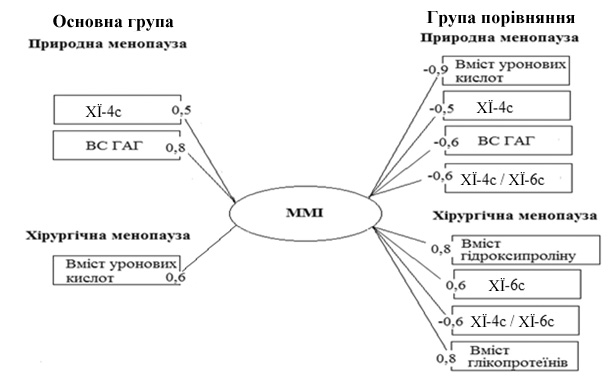 Основна група
Природна менопауза
ХЇ-4с
0,5
ВС ГАГ
0,8
Хірургічна менопауза
Вміст уронових
кислот
0,6
ММІ
Група порівняння
Природна менопауза
-0,9
Вміст уронових
кислот
-0,5
ХЇ-4с
-0,6
ВС ГАГ
-0,6
ХЇ-4с / ХЇ-6с
Хірургічна менопауза
0,8
Вміст
гідроксипроліну
0,6
ХЇ-6с
-0,6
ХЇ-4с / ХЇ-6с
0,8
Вміст
глікопротеїнів